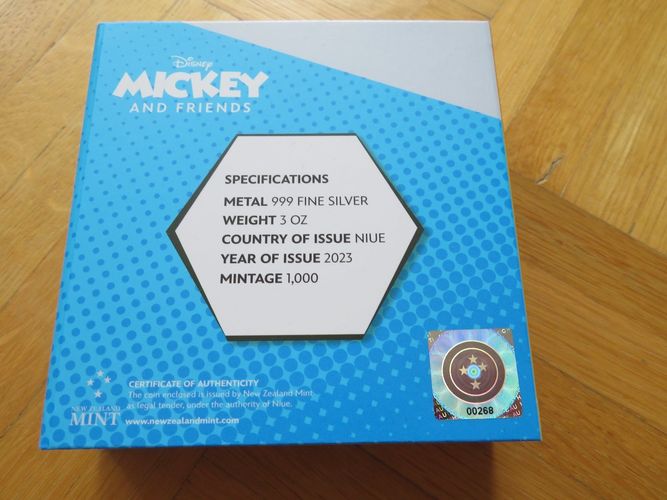 Disney
MICKEY
AND FRIENDS
SPECIFICATIONS
METAL 999 FINE SILVER
WEIGHT 3 OZ
COUNTRY OF ISSUE NIUE
YEAR OF ISSUE 2023
MINTAGE 1,000
CERTIFICATE OF AUTHENTICITY
The coin enclosed is issued by New Zealand Mint
as legal tender, under the authority of Niue.
www.newzealandmint.com
NEW ZEALAND
MINT
00268